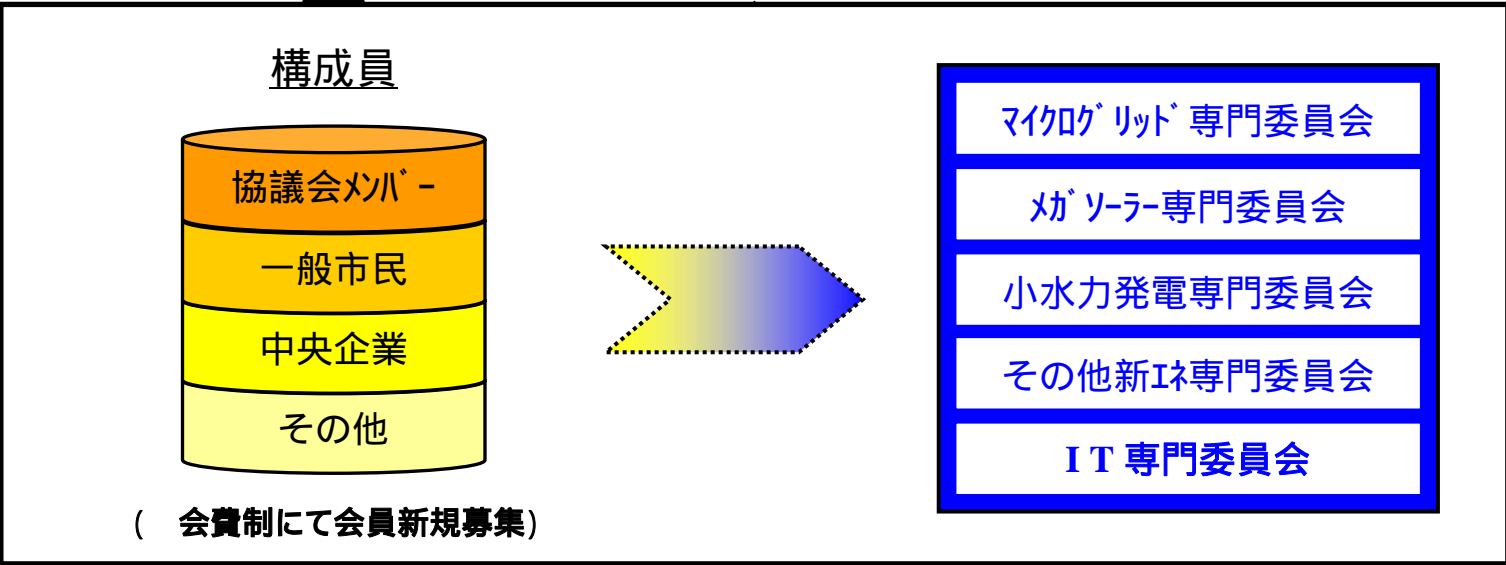 構成員
協議会ﾒﾝﾊﾞｰ
一般市民
中央企業
その他
( 会費制にて会員新規募集)
ﾏｲｸﾛｸﾞﾘｯﾄﾞ専門委員会
ﾒｶﾞｿｰﾗｰ専門委員会
小水力発電専門委員会
その他新ｴﾈ専門委員会
IT専門委員会